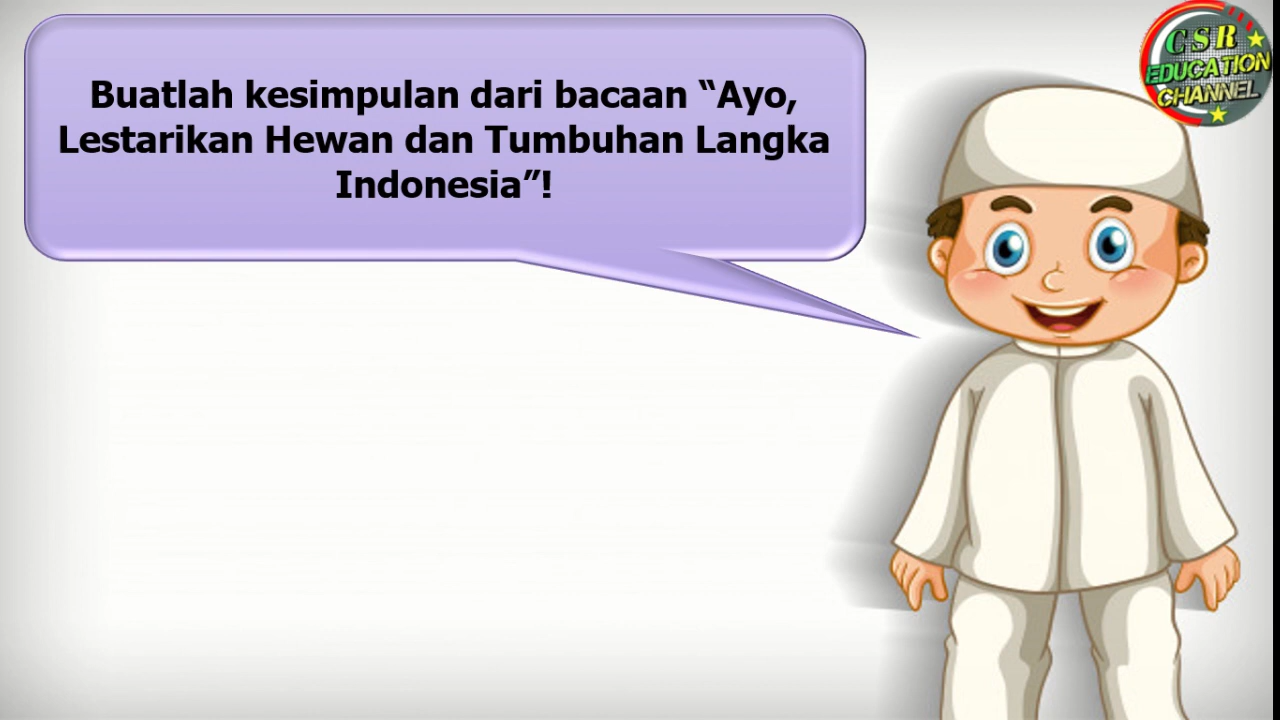 Buatlah kesimpulan dari bacaan “Ayo,
Lestarikan Hewan dan Tumbuhan Langka
Indonesia”!
CSR
EDUCATION
CHANNEL